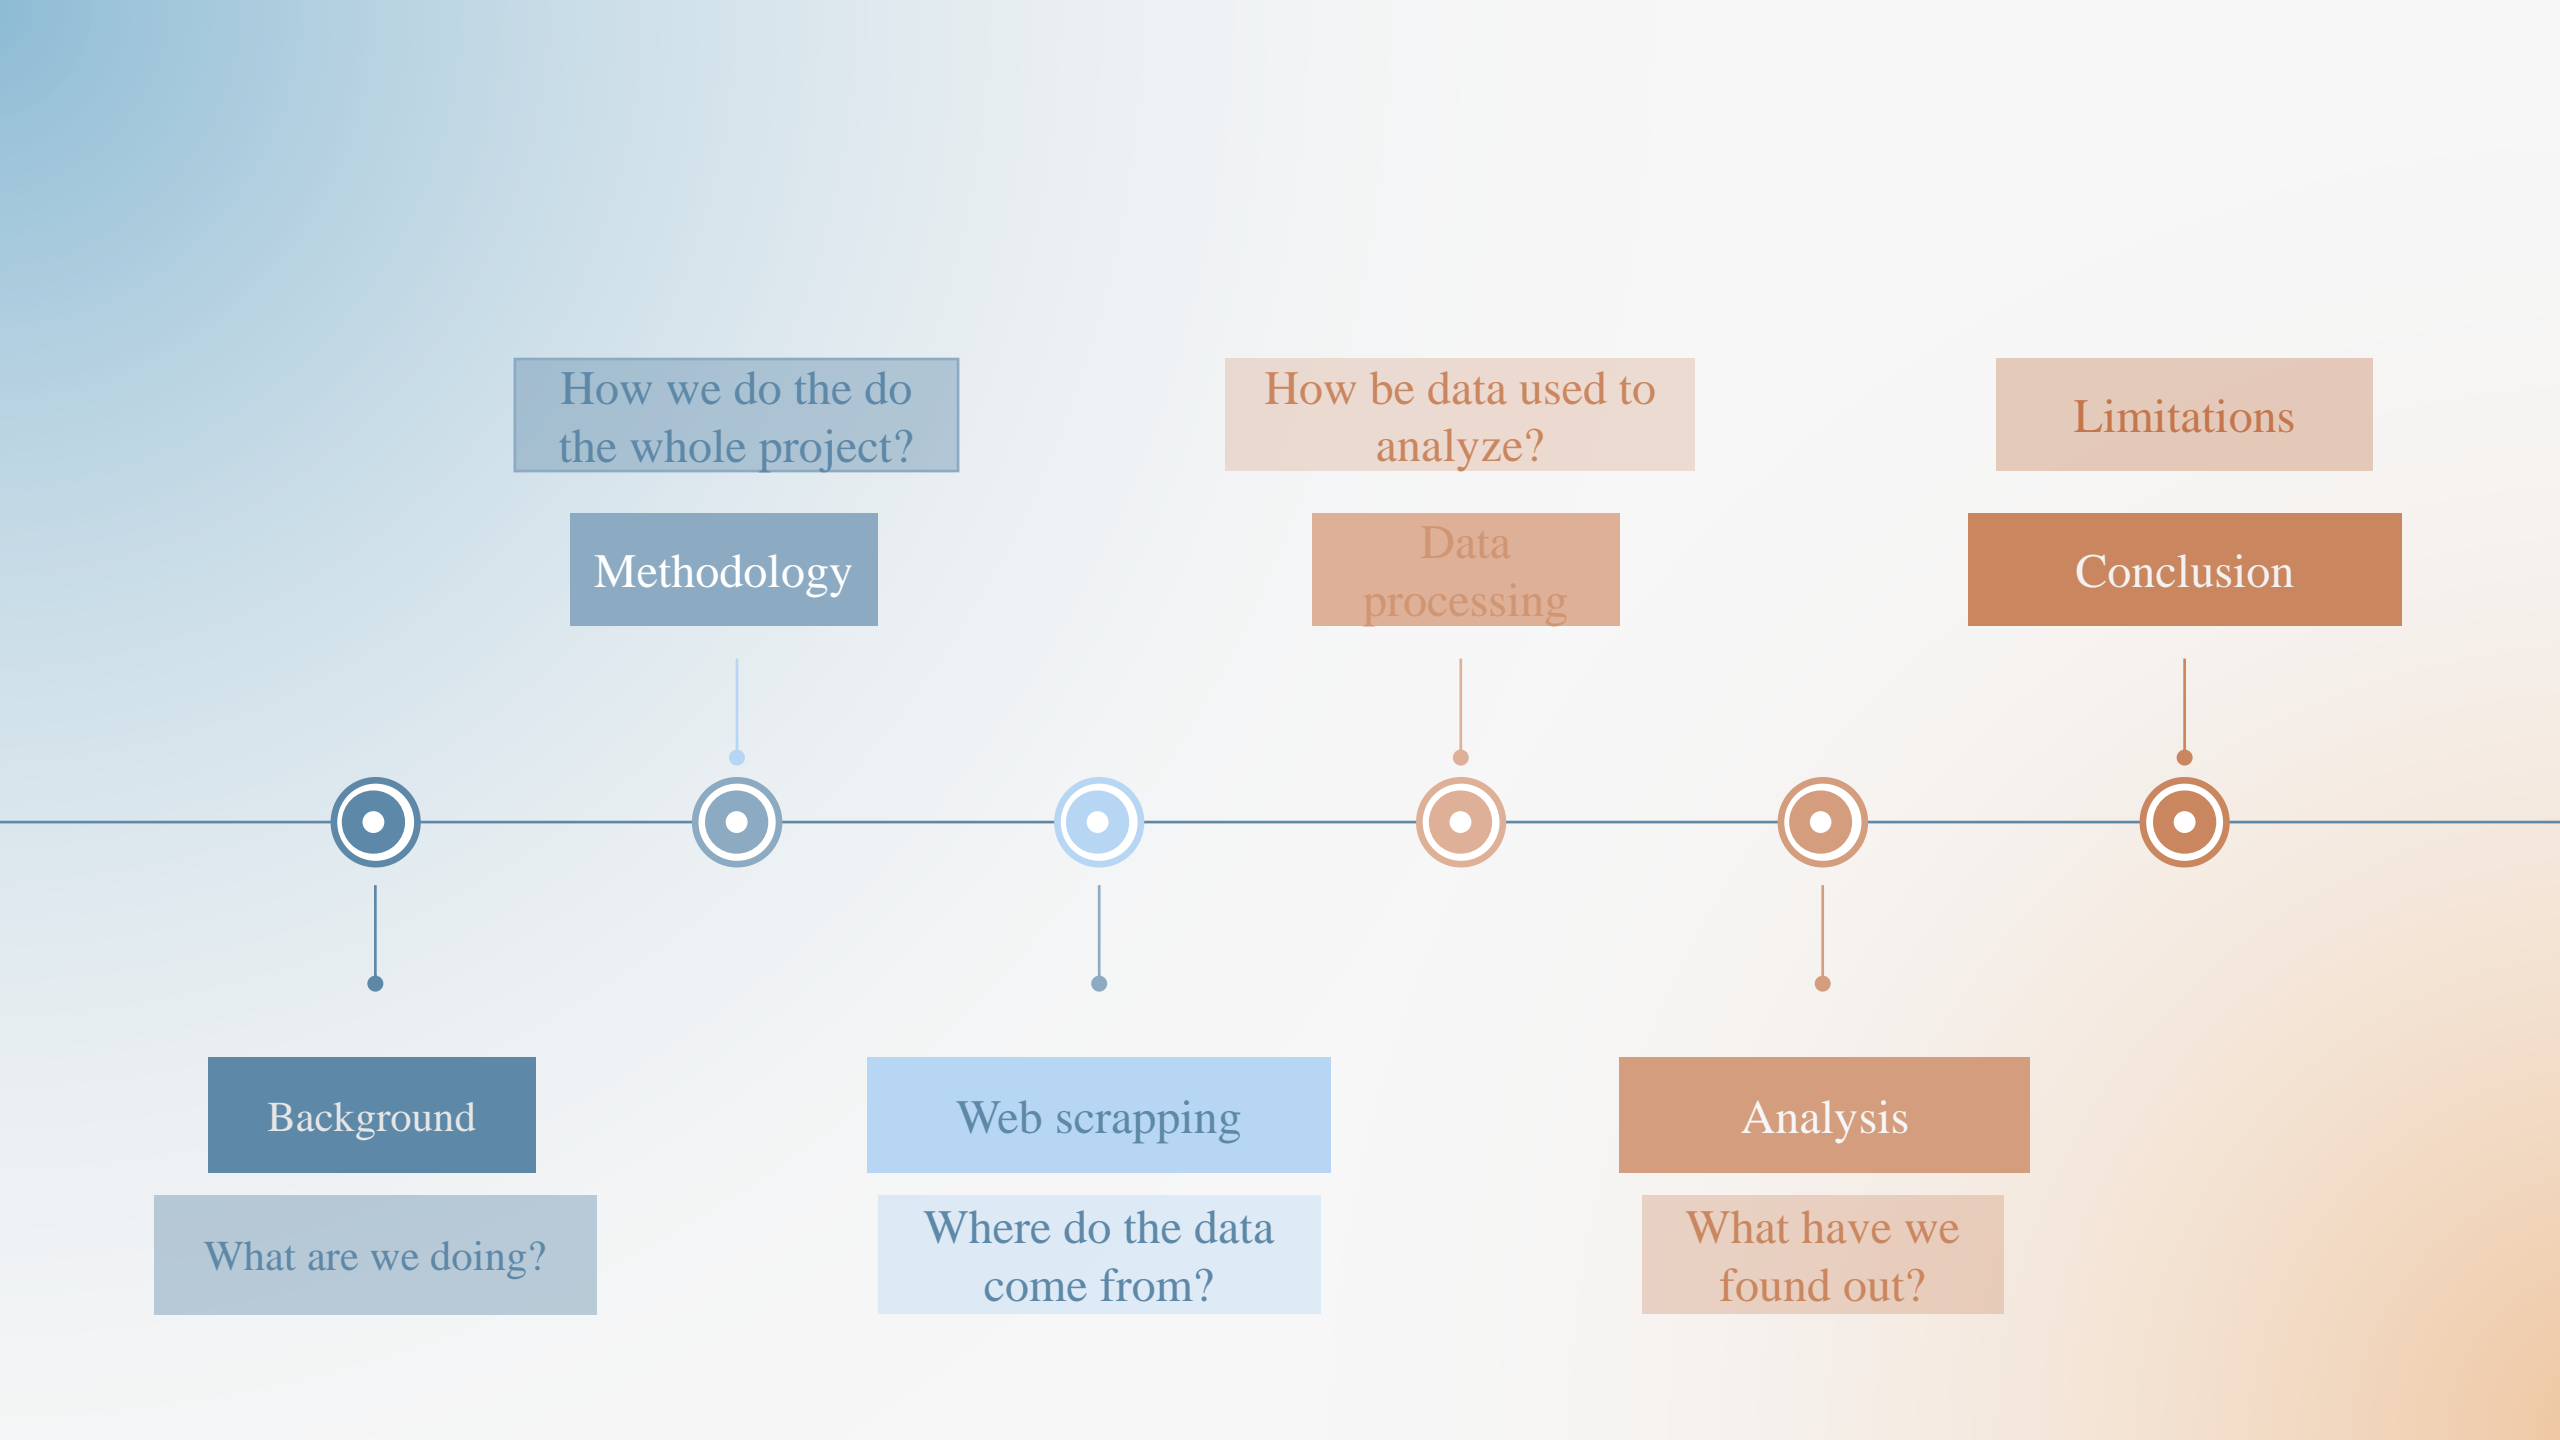 How we do the do
the whole project?
Methodology
How be data used to
analyze?
Data
processing
Limitations
Conclusion
Background
What are we doing?
Web scrapping
Where do the data
come from?
Analysis
What have we
found out?